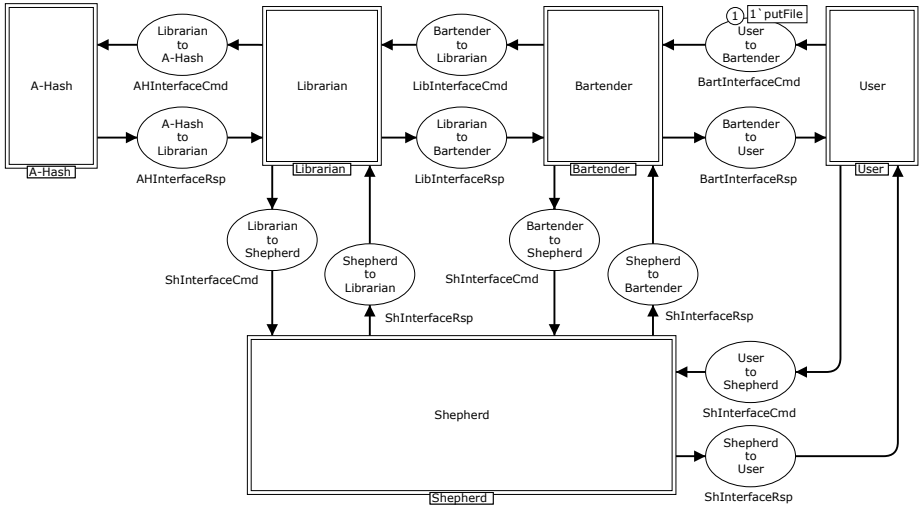 1
1`putFile
Librarian
to
A-Hash
Bartender
to
Librarian
User
to
Bartender
A-Hash
AHInterfaceCmd
Librarian
LibInterfaceCmd
Bartender
BartInterfaceCmd
User
A-Hash
to
Librarian
Librarian
to
Bartender
Bartender
to
User
A-Hash
AHInterfaceRsp
Librarian
LibInterfaceRsp
Bartender
BartInterfaceRsp
User
Librarian
to
Shepherd
ShInterfaceCmd
Shepherd
to
Librarian
ShInterfaceRsp
Bartender
to
Shepherd
ShInterfaceCmd
Shepherd
to
Bartender
ShInterfaceRsp
User
to
Shepherd
ShInterfaceCmd
Shepherd
Shepherd
to
User
ShInterfaceRsp
Shepherd